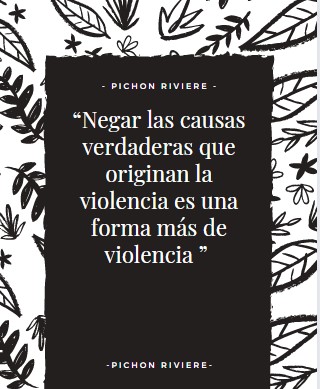 - PICHON RIVIERE -
“Negar las causas
verdaderas que
originan la
violencia es una
forma más de
violencia ”
-PICHON RIVIERE-